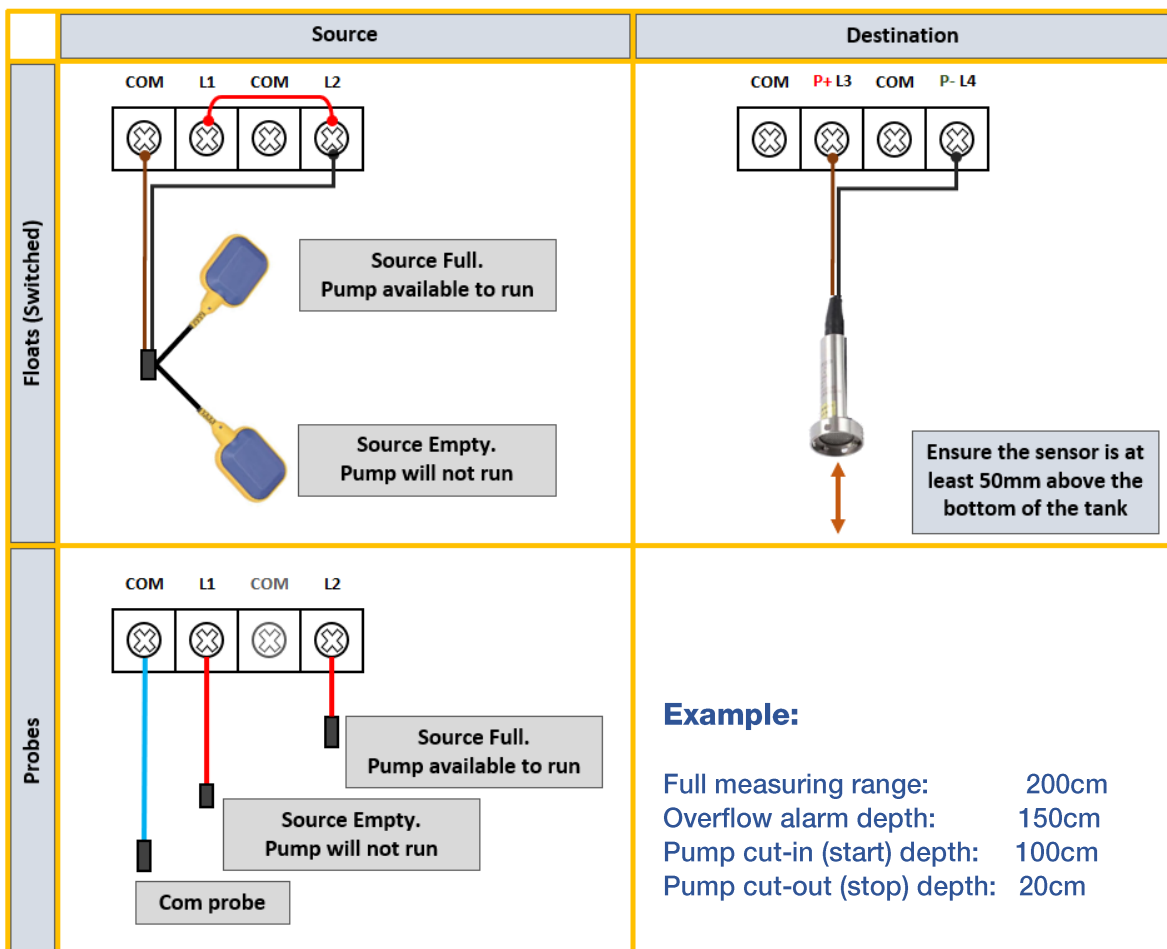 Source
Destination
Floats (Switched)
COM L1 COM L2
Source Full.
Pump available to run
Source Empty.
Pump will not run
COM P+ L3 COM P- L4
Ensure the sensor is at
least 50mm above the
bottom of the tank
Probes
COM L1 COM L2
Source Full.
Pump available to run
Source Empty.
Pump will not run
Com probe
Example:
Full measuring range: 200cm
Overflow alarm depth: 150cm
Pump cut-in (start) depth: 100cm
Pump cut-out (stop) depth: 20cm